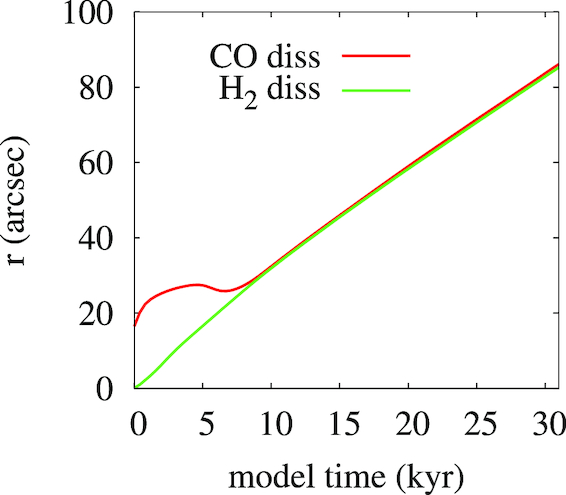 100
80
60
40
20
0
r (arcsec)
CO diss
H₂ diss
0 5 10 15 20 25 30
model time (kyr)